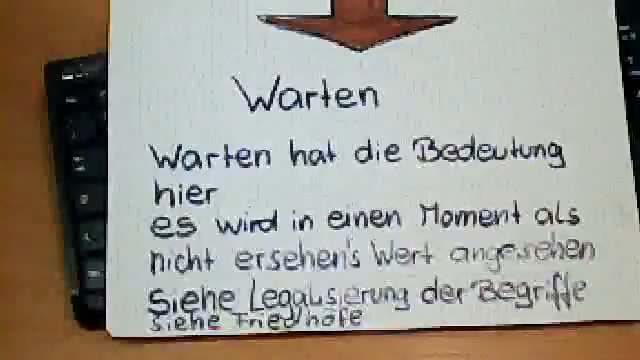 Warten
Warten hat die Bedeutung
hier
es wird in einen Moment als
nicht ersehen's Wert angesehen
Siehe Legalisierung der Begriffe
siehe Friedhöfe